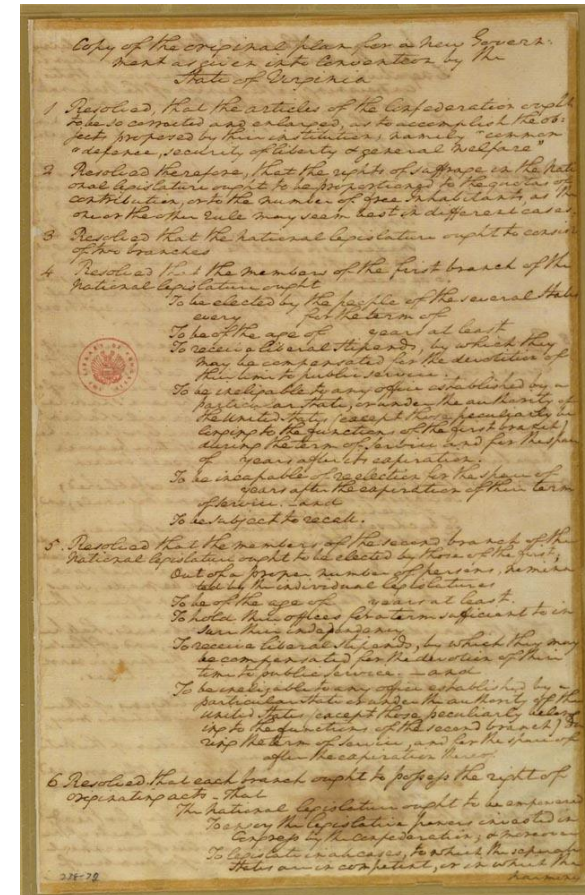 Copy of the original plan for a new Govern-
ment as given into Convention by the
State of Virginia
1 Resolved, that the articles of the Confederation ought
to be so corrected and enlarged, as to accomplish the ob-
jects proposed by their institution, namely "common
defence, security of liberty & general welfare"
2 Resolved therefore, that the rights of suffrage in the Nati
onal legislature ought to be proportioned to the quotas of
contribution, or to the number of free Inhabitants, as the
one or the other rule may seem best in different cases
3 Resolved that the national legislature ought to consist
of two branches
4 Resolved that the members of the first branch of the
National legislature ought
To be elected by the people of the several States
every for the term of
To be of the age of years at least
To receive liberal stipends, by which they
may be compensated for the devotion of
their time to public service
To be ineligable to any office established by a
particular State, or under the authority of
the United States (except those peculiarly be
longing to the functions of the first branch)
during the term of service and for the space
of years after its expiration;
To be incapable of reelection for the space of
years after the expiration of their term
of service and
To be subject to recall.
5. Resolved that the members of the second branch of the
National legislature ought to be elected by those of the first;
Out of a proper number of persons, nomina
ted by the individual legislatures
To be of the age of years at least
To hold their offices for a term sufficient to in
sure their independency
To receive liberal stipends, by which they may
be compensated for the devotion of their
time to public service and
To be ineligable to any office established by a
particular State or under the authority of the
United States (except those peculiarly belong
ing to the functions of the second branch) du
ring the term of service, and for the space of
after the expiration thereof
6 Resolved that each branch ought to possess the right of
originating acts - that
The national legislature ought to be empowered
To enjoy the legislative powers invested in
Congress by the Confederation, & moreover
To legislate in all cases, to which the separate
States are incompetent, or in which the
harmony